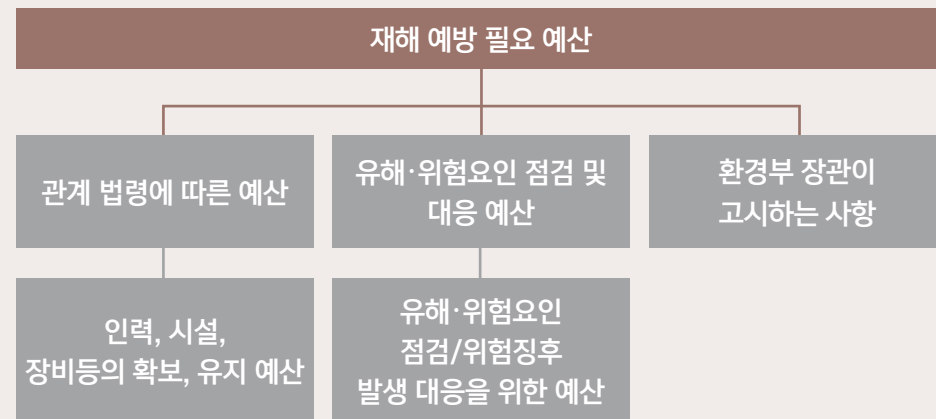 재해 예방 필요 예산
관계 법령에 따른 예산
유해·위험요인 점검 및
대응 예산
환경부 장관이
고시하는 사항
인력, 시설,
장비등의 확보, 유지 예산
유해·위험요인
점검/위험징후
발생 대응을 위한 예산